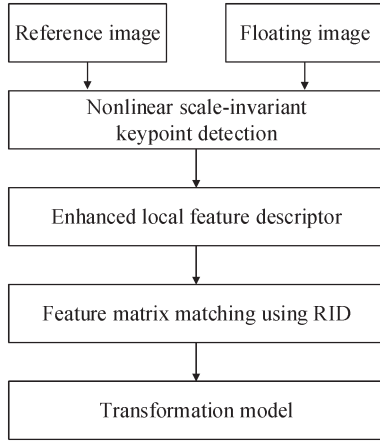 Reference image
Floating image
Nonlinear scale-invariant
keypoint detection
Enhanced local feature descriptor
Feature matrix matching using RID
Transformation model